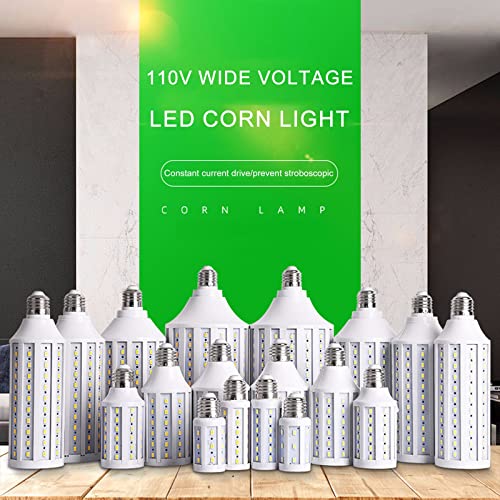 110V WIDE VOLTAGE
LED CORN LIGHT
Constant current drive/prevent stroboscopic
CORN LAMP